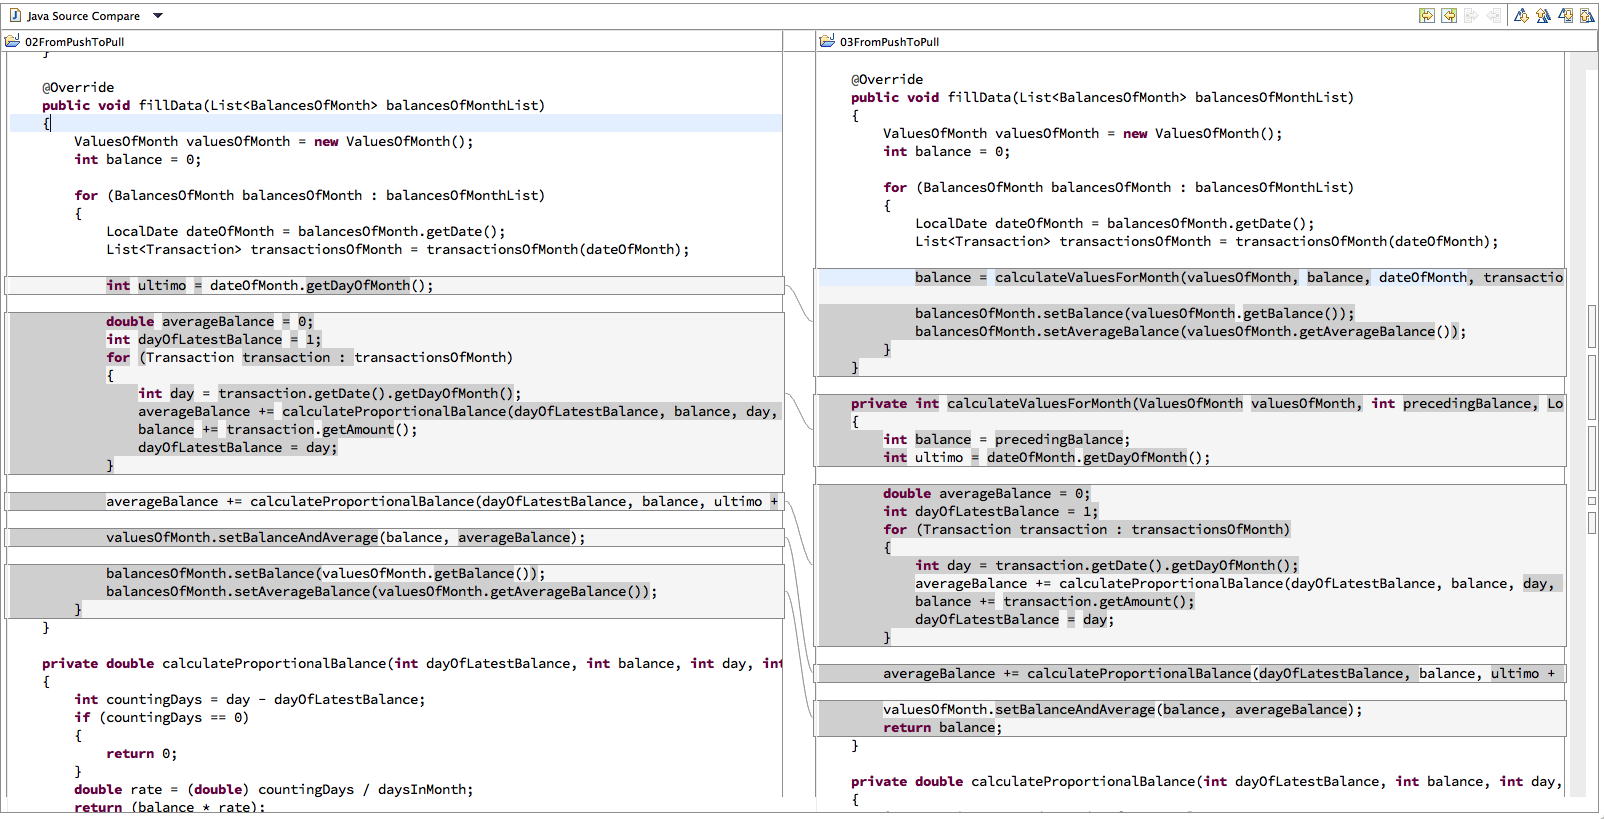 Java Source Compare
02FromPushToPull
}
@Override
public void fillData(List<BalancesOfMonth> balancesOfMonthList)
{
ValuesOfMonth valuesOfMonth = new ValuesOfMonth();
int balance = 0;
for (BalancesOfMonth balancesOfMonth : balancesOfMonthList)
{
LocalDate dateOfMonth = balancesOfMonth.getDate();
List<Transaction> transactionsOfMonth = transactionsOfMonth(dateOfMonth);
int ultimo = dateOfMonth.getDayOfMonth();
double averageBalance = 0;
int dayOfLatestBalance = 1;
for (Transaction transaction : transactionsOfMonth)
{
int day = transaction.getDate().getDayOfMonth();
averageBalance += calculateProportionalBalance(dayOfLatestBalance, balance, day,
balance += transaction.getAmount();
dayOfLatestBalance = day;
}
averageBalance += calculateProportionalBalance(dayOfLatestBalance, balance, ultimo +
valuesOfMonth.setBalanceAndAverage(balance, averageBalance);
balancesOfMonth.setBalance(valuesOfMonth.getBalance());
balancesOfMonth.setAverageBalance(valuesOfMonth.getAverageBalance());
}
}
private double calculateProportionalBalance(int dayOfLatestBalance, int balance, int day, int
{
int countingDays = day - dayOfLatestBalance;
if (countingDays == 0)
{
return 0;
}
double rate = (double) countingDays / daysInMonth;
return (balance * rate);
03FromPushToPull
@Override
public void fillData(List<BalancesOfMonth> balancesOfMonthList)
{
ValuesOfMonth valuesOfMonth = new ValuesOfMonth();
int balance = 0;
for (BalancesOfMonth balancesOfMonth : balancesOfMonthList)
{
LocalDate dateOfMonth = balancesOfMonth.getDate();
List<Transaction> transactionsOfMonth = transactionsOfMonth(dateOfMonth);
balance = calculateValuesForMonth(valuesOfMonth, balance, dateOfMonth, transactio
balancesOfMonth.setBalance(valuesOfMonth.getBalance());
balancesOfMonth.setAverageBalance(valuesOfMonth.getAverageBalance());
}
}
private int calculateValuesForMonth(ValuesOfMonth valuesOfMonth, int precedingBalance, Lo
{
int balance = precedingBalance;
int ultimo = dateOfMonth.getDayOfMonth();
double averageBalance = 0;
int dayOfLatestBalance = 1;
for (Transaction transaction : transactionsOfMonth)
{
int day = transaction.getDate().getDayOfMonth();
averageBalance += calculateProportionalBalance(dayOfLatestBalance, balance, day,
balance += transaction.getAmount();
dayOfLatestBalance = day;
}
averageBalance += calculateProportionalBalance(dayOfLatestBalance, balance, ultimo +
valuesOfMonth.setBalanceAndAverage(balance, averageBalance);
return balance;
}
private double calculateProportionalBalance(int dayOfLatestBalance, int balance, int day,
{